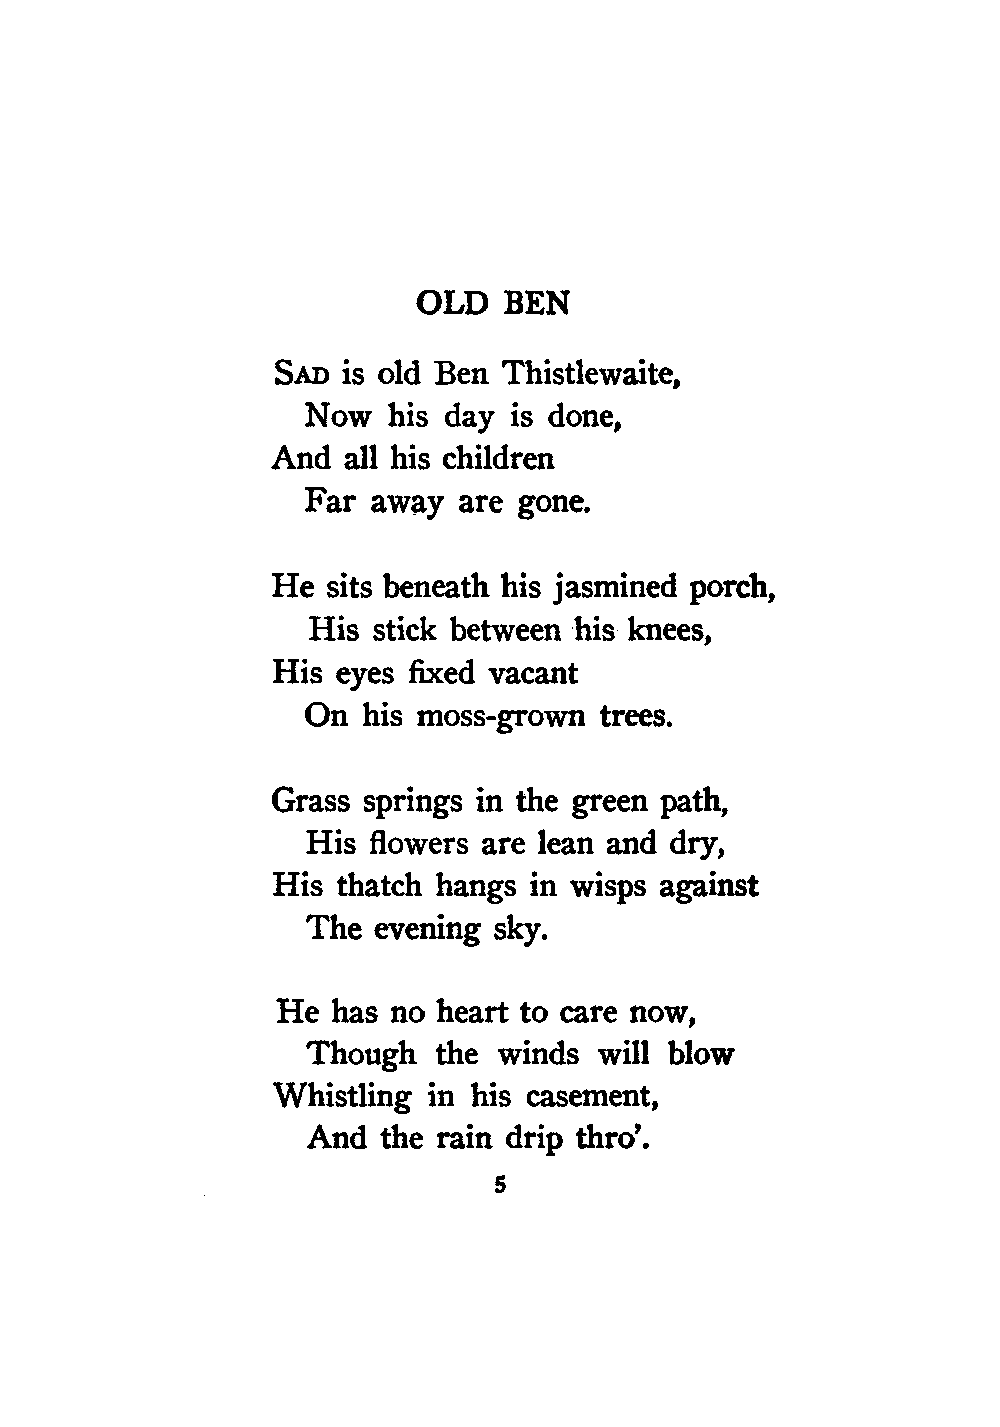 OLD BEN
SAD is old Ben Thistlewaite,
Now his day is done,
And all his children
Far away are gone.
He sits beneath his jasmined porch,
His stick between his knees,
His eyes fixed vacant
On his moss-grown trees.
Grass springs in the green path,
His flowers are lean and dry,
His thatch hangs in wisps against
The evening sky.
He has no heart to care now,
Though the winds will blow
Whistling in his casement,
And the rain drip thro'.
5